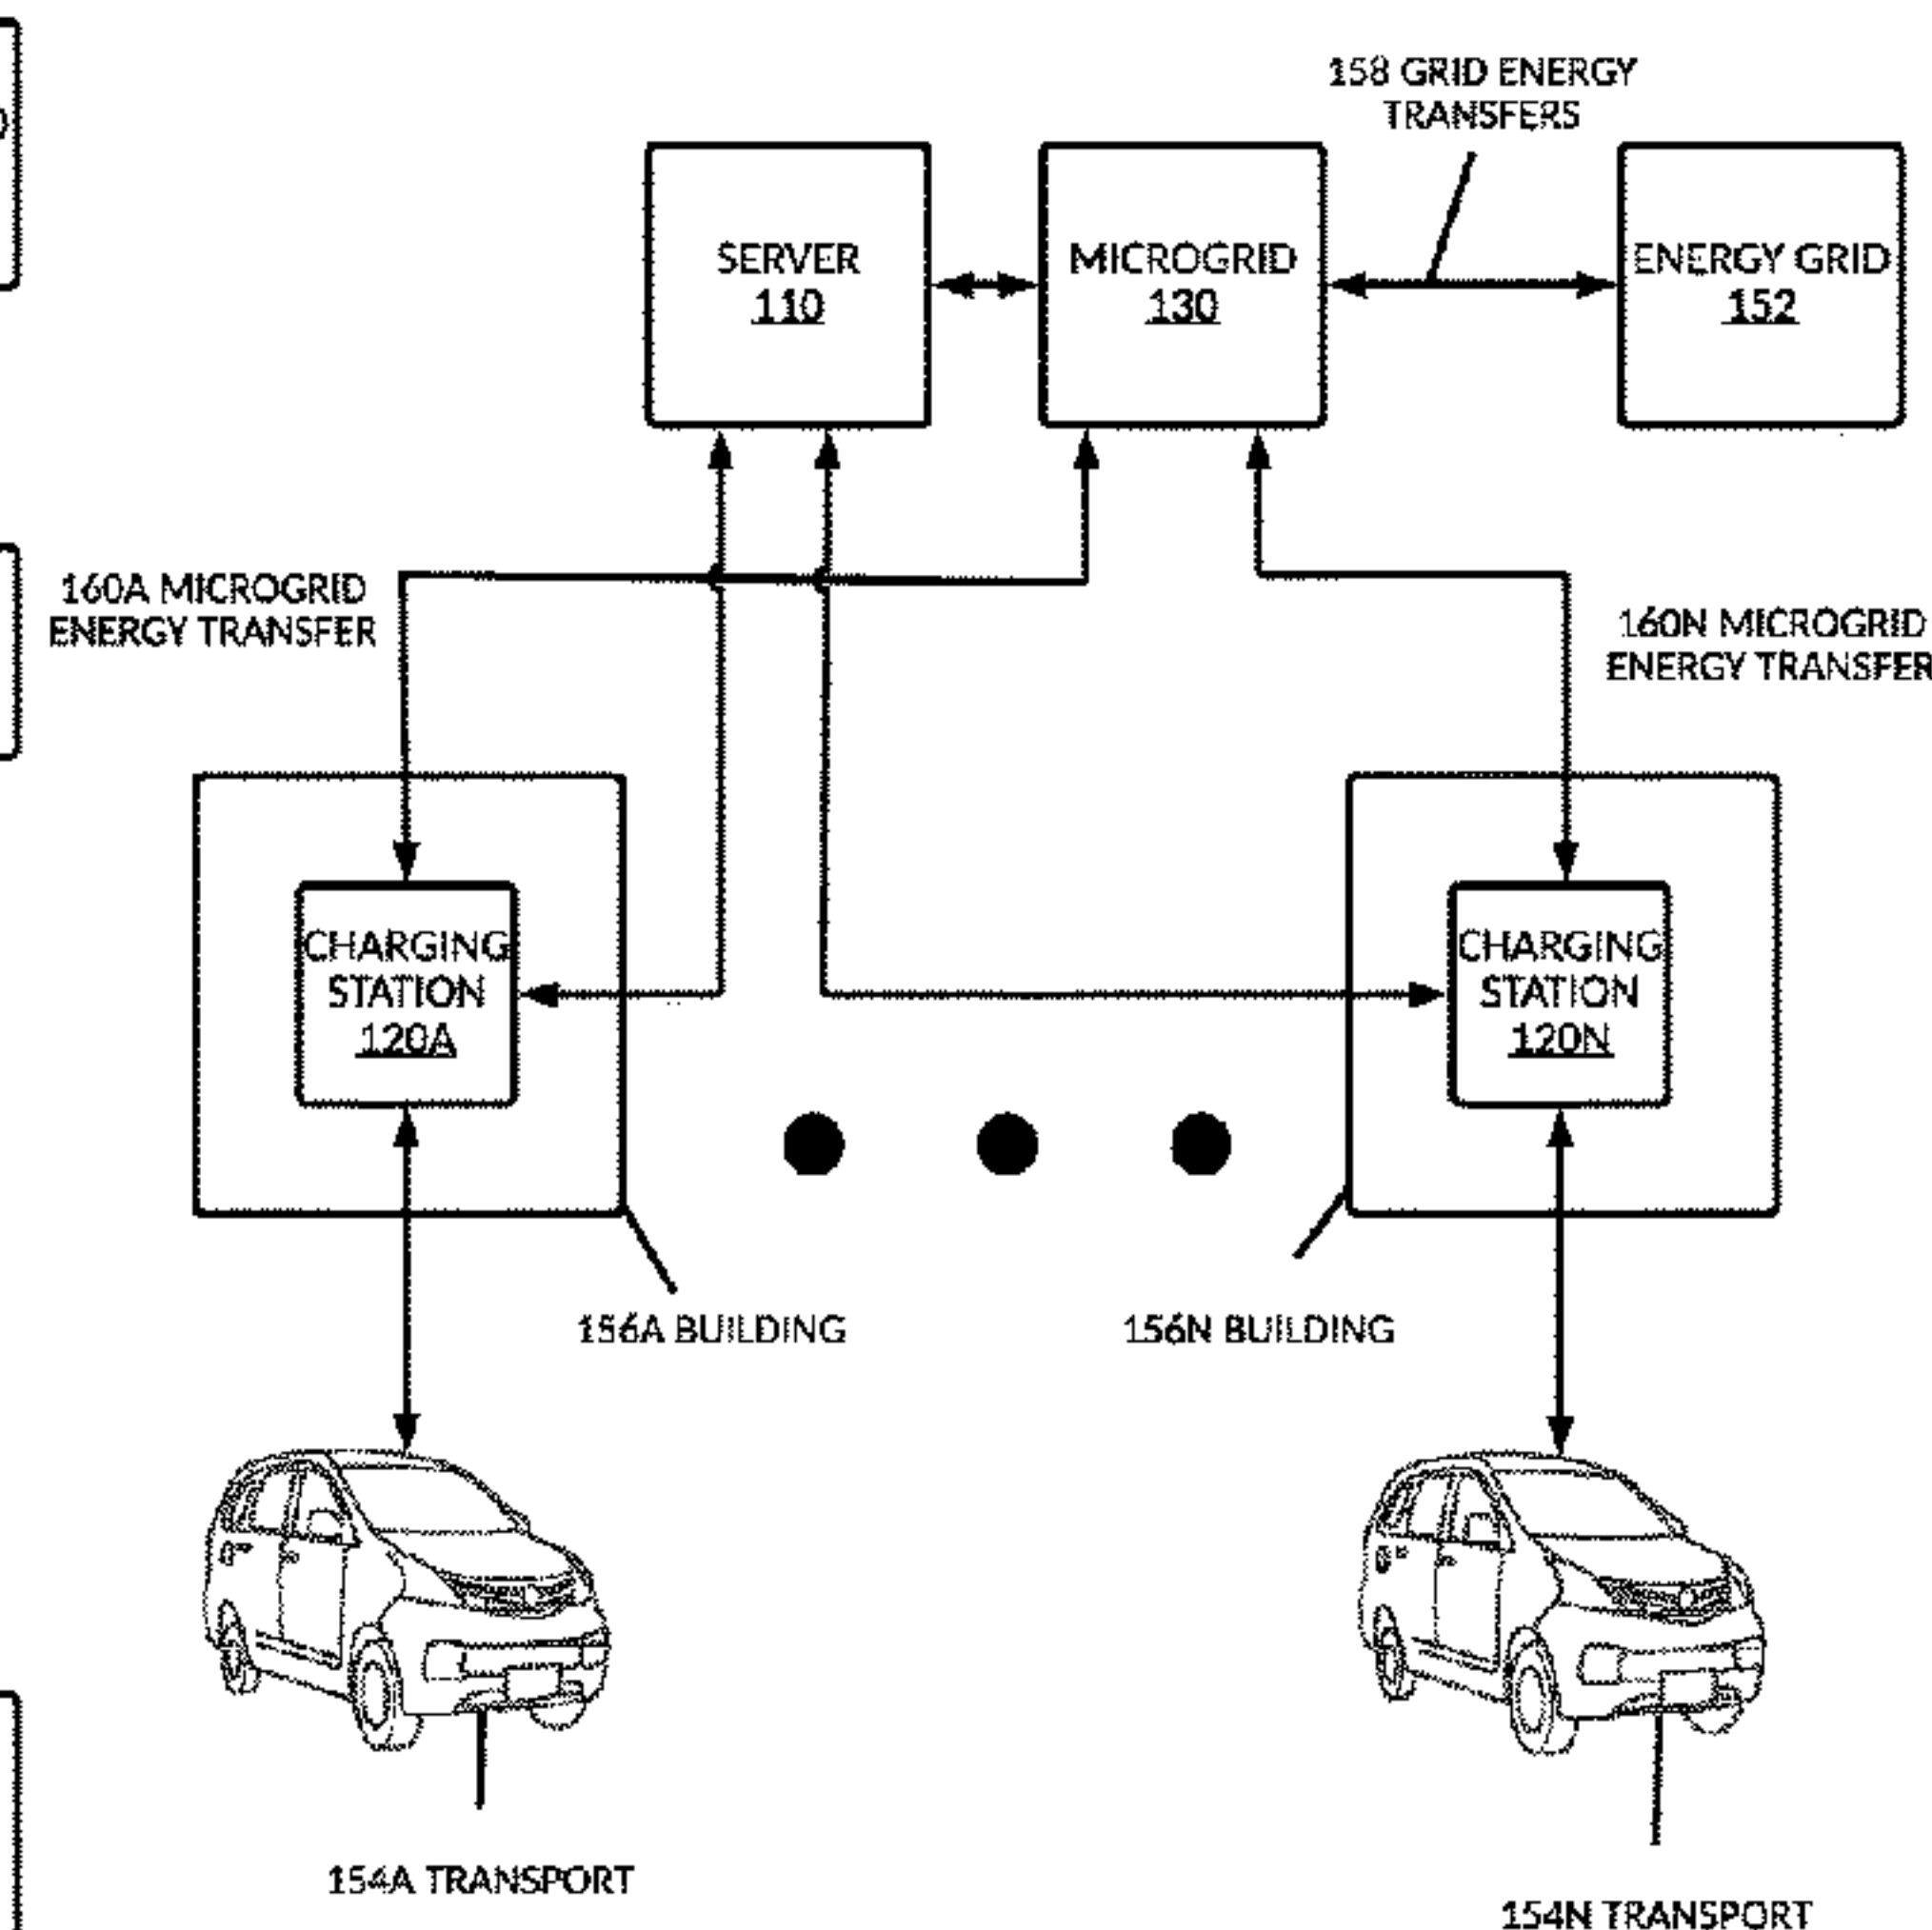 158 GRID ENERGY
TRANSFERS
SERVER
110
MICROGRID
130
ENERGY GRID
152
160A MICROGRID
ENERGY TRANSFER
160N MICROGRID
ENERGY TRANSFER
CHARGING
STATION
120A
CHARGING
STATION
120N
156A BUILDING
156N BUILDING
154A TRANSPORT
154N TRANSPORT